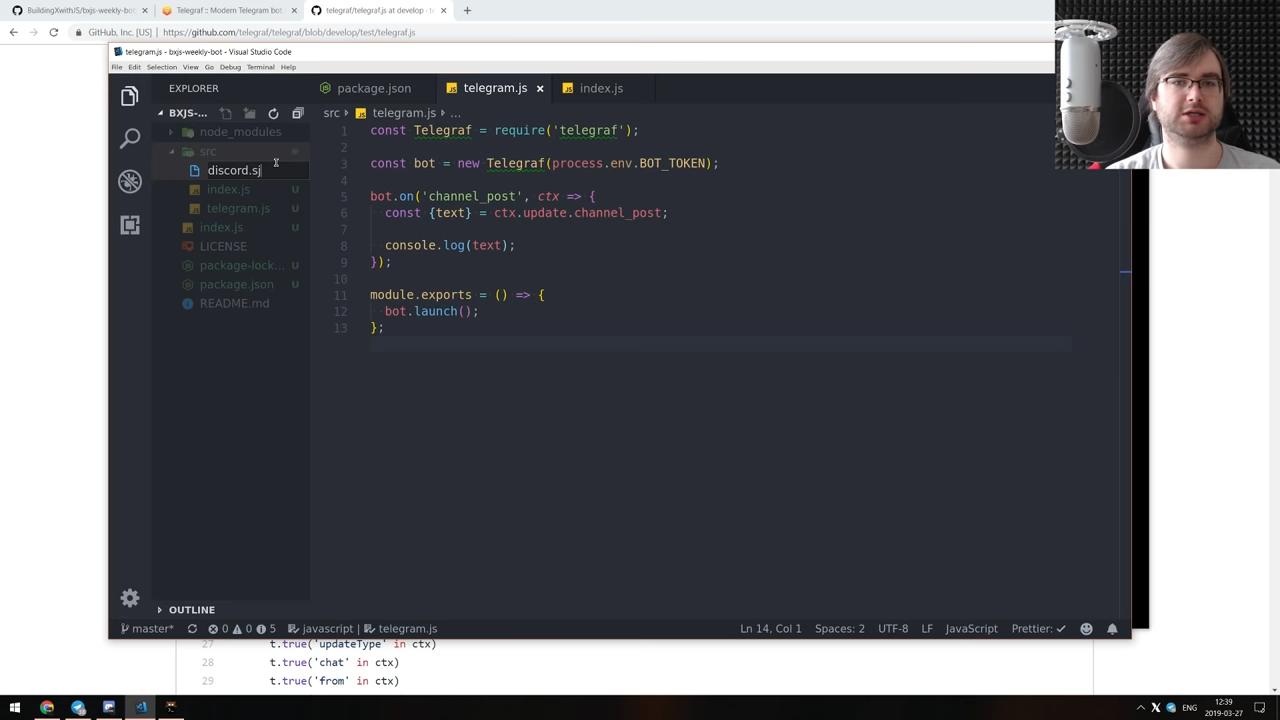 BuildingXwithJS/bxjs-weekly-bot
Telegraf :: Modern Telegram bot
telegraf/telegraf.js at develop · t
GitHub, Inc. [US]
https://github.com/telegraf/telegraf/blob/develop/test/telegraf.js
telegram.js - bxjs-weekly-bot - Visual Studio Code
File Edit Selection View Go Debug Terminal Help
EXPLORER
package.json
telegram.js
index.js
BXJS-...
src
telegram.js
...
node_modules
src
discord.sj
index.js U
telegram.js U
index.js U
LICENSE
package-lock... U
package.json U
README.md
OUTLINE
1 const Telegraf = require('telegraf');
2
3 const bot = new Telegraf(process.env.BOT_TOKEN);
4
5 bot.on('channel_post', ctx => {
6 const {text} = ctx.update.channel_post;
7
8 console.log(text);
9 });
10
11 module.exports = () => {
12 bot.launch();
13 };
master* 0 0 5 javascript telegram.js
Ln 14, Col 1 Spaces: 2 UTF-8 LF JavaScript Prettier: ✓
27 t.true('updateType' in ctx)
28 t.true('chat' in ctx)
29 t.true('from' in ctx)
ENG
12:39
2019-03-27